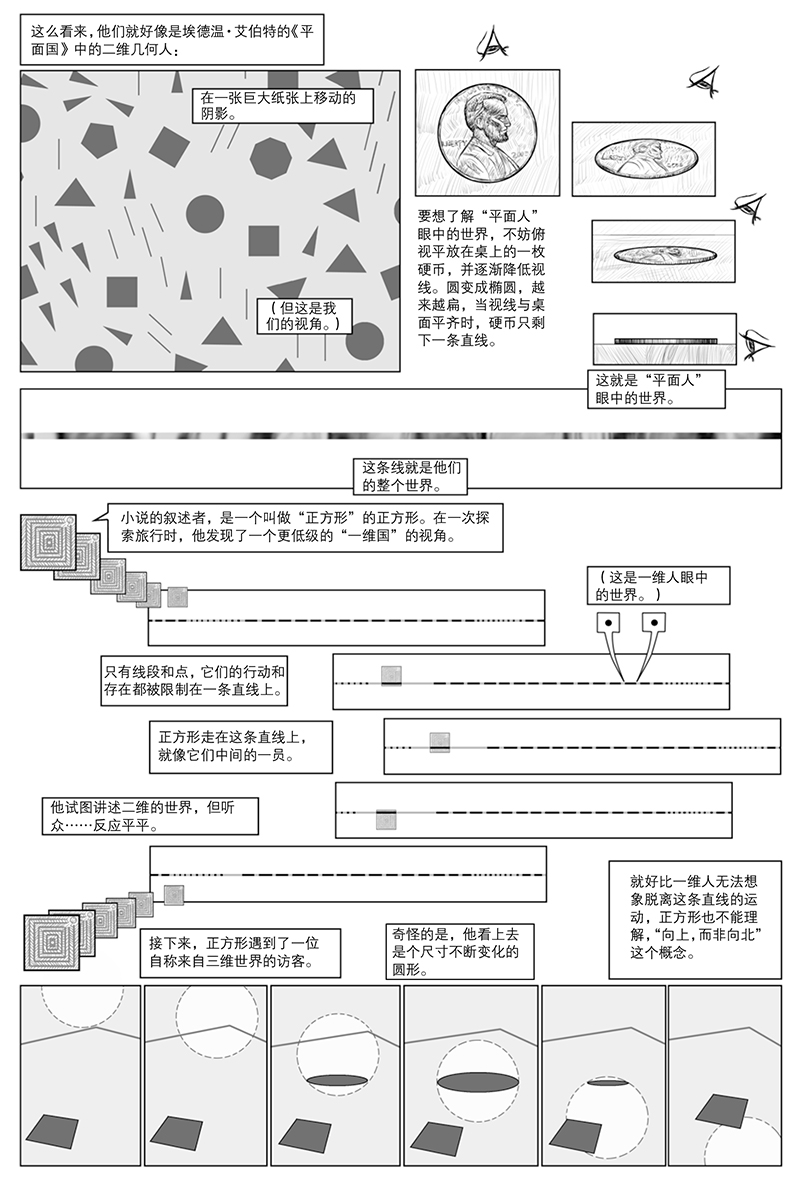 这么看来，他们就好像是埃德温·艾伯特的《平
面国》中的二维几何人：
在一张巨大纸张上移动的
阴影。
（但这是我
们的视角。）
要想了解“平面人”
眼中的世界，不妨俯
视平放在桌上的一枚
硬币，并逐渐降低视
线。圆变成椭圆，越
来越扁，当视线与桌
面平齐时，硬币只剩
下一条直线。
这就是“平面人”
眼中的世界。
这条线就是他们
的整个世界。
小说的叙述者，是一个叫做“正方形”的正方形。在一次探
索旅行时，他发现了一个更低级的“一维国”的视角。
（这是一维人眼中
的世界。）
只有线段和点，它们的行动和
存在都被限制在一条直线上。
正方形走在这条直线上，
就像它们中间的一员。
他试图讲述二维的世界，但听
众……反应平平。
就好比一维人无法想
象脱离这条直线的运
动，正方形也不能理
解，“向上，而非向北”
这个概念。
接下来，正方形遇到了一位
自称来自三维世界的访客。
奇怪的是，他看上去
是个尺寸不断变化的
圆形。